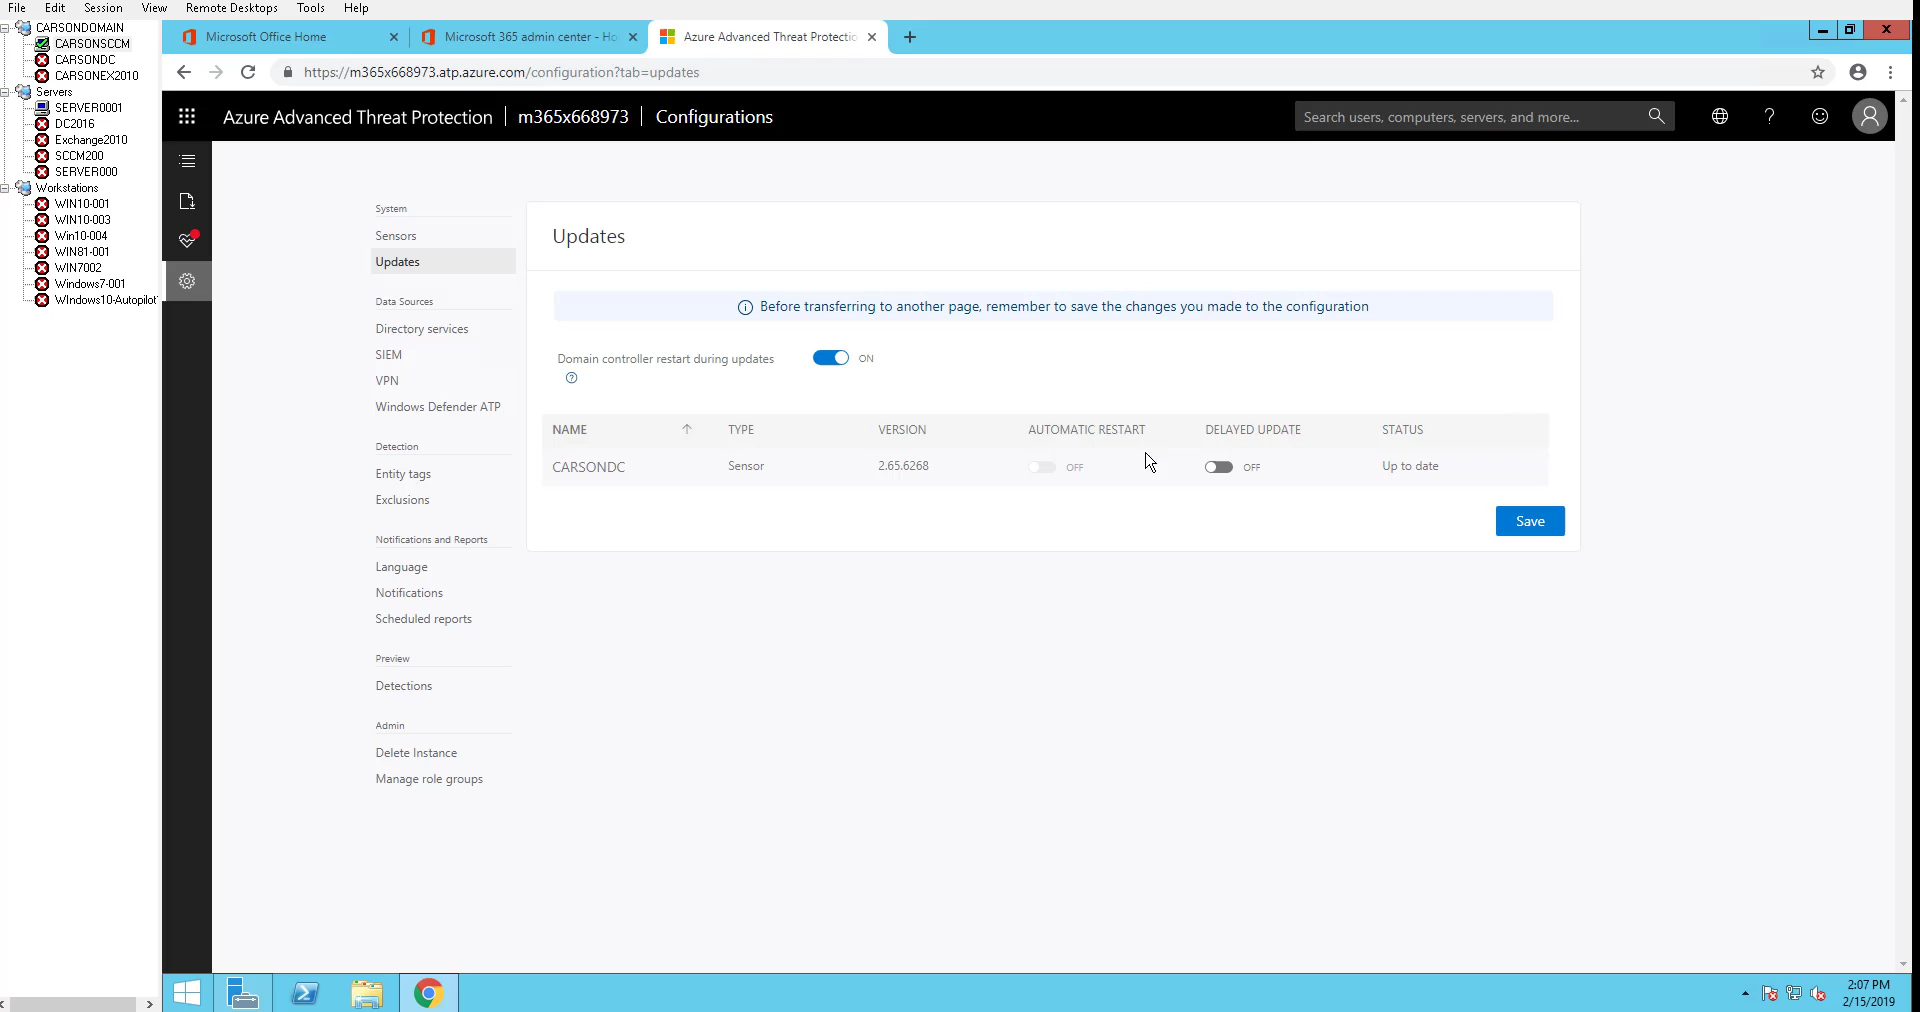 File Edit Session View Remote Desktops Tools Help
CARSONDOMAIN
CARSONSCCM
CARSONDC
CARSONEX2010
Servers
SERVER0001
DC2016
Exchange2010
SCCM200
SERVER000
Workstations
WIN10-001
WIN10-003
Win10-004
WIN81-001
WIN7002
Windows7-001
WIndows10-Autopilot
Microsoft Office Home
Microsoft 365 admin center - Ho
Azure Advanced Threat Protectio
https://m365x668973.atp.azure.com/configuration?tab=updates
Azure Advanced Threat Protection | m365x668973 | Configurations
Search users, computers, servers, and more...
System
Sensors
Updates
Data Sources
Directory services
SIEM
VPN
Windows Defender ATP
Detection
Entity tags
Exclusions
Notifications and Reports
Language
Notifications
Scheduled reports
Preview
Detections
Admin
Delete Instance
Manage role groups
Updates
Before transferring to another page, remember to save the changes you made to the configuration
Domain controller restart during updates ON
NAME TYPE VERSION AUTOMATIC RESTART DELAYED UPDATE STATUS
CARSONDC Sensor 2.65.6268 OFF OFF Up to date
Save
2:07 PM
2/15/2019